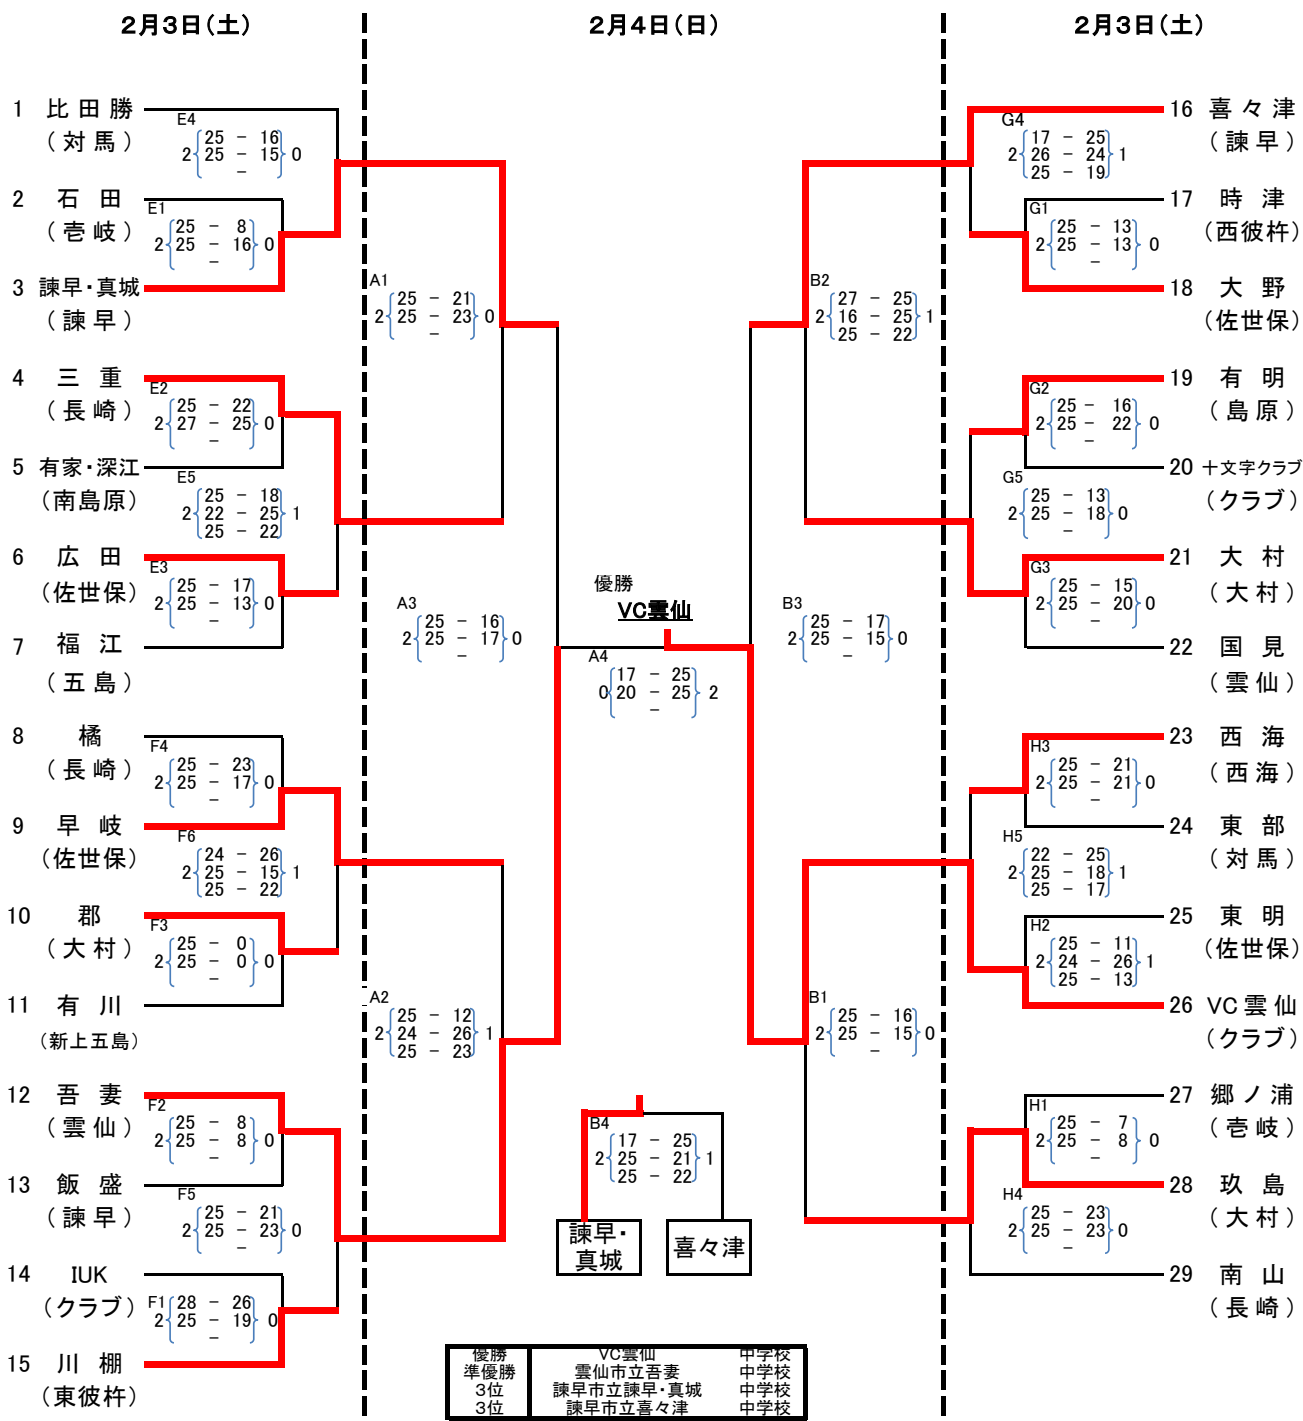 2月3日(土)
2月4日(日)
2月3日(土)
1 比田勝
(対馬)
E4
25 - 16
2 25 - 15 0
-
2 石田
(壱岐)
E1
25 - 8
2 25 - 16 0
-
3 諫早・真城
(諫早)
4 三重
(長崎)
E2
25 - 22
2 27 - 25 0
-
5 有家・深江
(南島原)
E5
25 - 18
2 22 - 25 1
25 - 22
6 広田
(佐世保)
E3
25 - 17
2 25 - 13 0
-
7 福江
(五島)
8 橘
(長崎)
F4
25 - 23
2 25 - 17 0
-
9 早岐
(佐世保)
F6
24 - 26
2 25 - 15 1
25 - 22
10 郡
(大村)
F3
25 - 0
2 25 - 0 0
-
11 有川
(新上五島)
12 吾妻
(雲仙)
F2
25 - 8
2 25 - 8 0
-
13 飯盛
(諫早)
F5
25 - 21
2 25 - 23 0
-
14 IUK
(クラブ)
F1
28 - 26
2 25 - 19 0
-
15 川棚
(東彼杵)
A1
25 - 21
2 25 - 23 0
-
A3
25 - 16
2 25 - 17 0
-
A2
25 - 12
2 24 - 26 1
25 - 23
優勝
VC雲仙
A4
17 - 25
0 20 - 25 2
-
B2
27 - 25
2 16 - 25 1
25 - 22
B3
25 - 17
2 25 - 15 0
-
B1
25 - 16
2 25 - 15 0
-
B4
17 - 25
2 25 - 21 1
25 - 22
諫早・
真城
喜々津
16 喜々津
(諫早)
G4
17 - 25
2 26 - 24 1
25 - 19
17 時津
(西彼杵)
G1
25 - 13
2 25 - 13 0
-
18 大野
(佐世保)
19 有明
(島原)
G2
25 - 16
2 25 - 22 0
-
20 十文字クラブ
(クラブ)
G5
25 - 13
2 25 - 18 0
-
21 大村
(大村)
G3
25 - 15
2 25 - 20 0
-
22 国見
(雲仙)
23 西海
(西海)
H3
25 - 21
2 25 - 21 0
-
24 東部
(対馬)
H5
22 - 25
2 25 - 18 1
25 - 17
25 東明
(佐世保)
H2
25 - 11
2 24 - 26 1
25 - 13
26 VC雲仙
(クラブ)
27 郷ノ浦
(壱岐)
H1
25 - 7
2 25 - 8 0
-
28 玖島
(大村)
H4
25 - 23
2 25 - 23 0
-
29 南山
(長崎)
優勝 VC雲仙 中学校
準優勝 雲仙市立吾妻 中学校
3位 諫早市立諫早・真城 中学校
3位 諫早市立喜々津 中学校